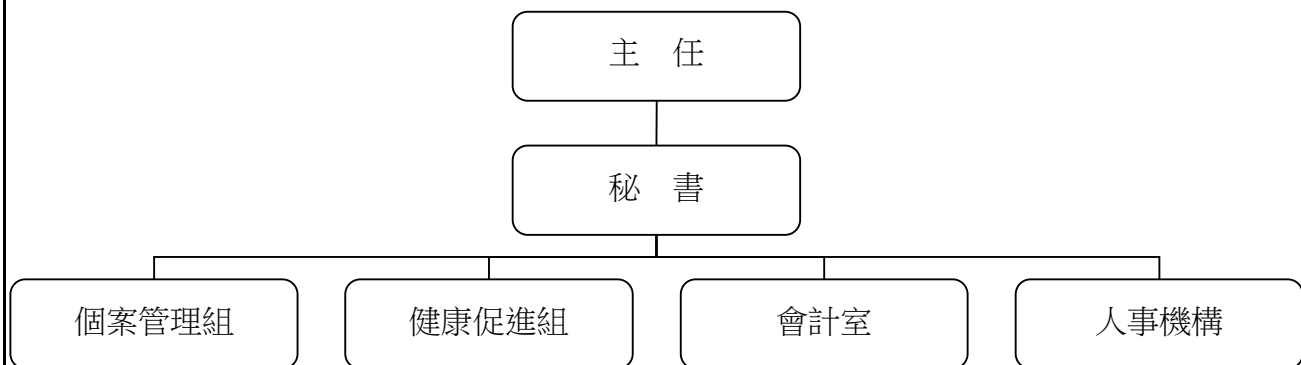 主　任
秘　書
個案管理組
健康促進組
會計室
人事機構